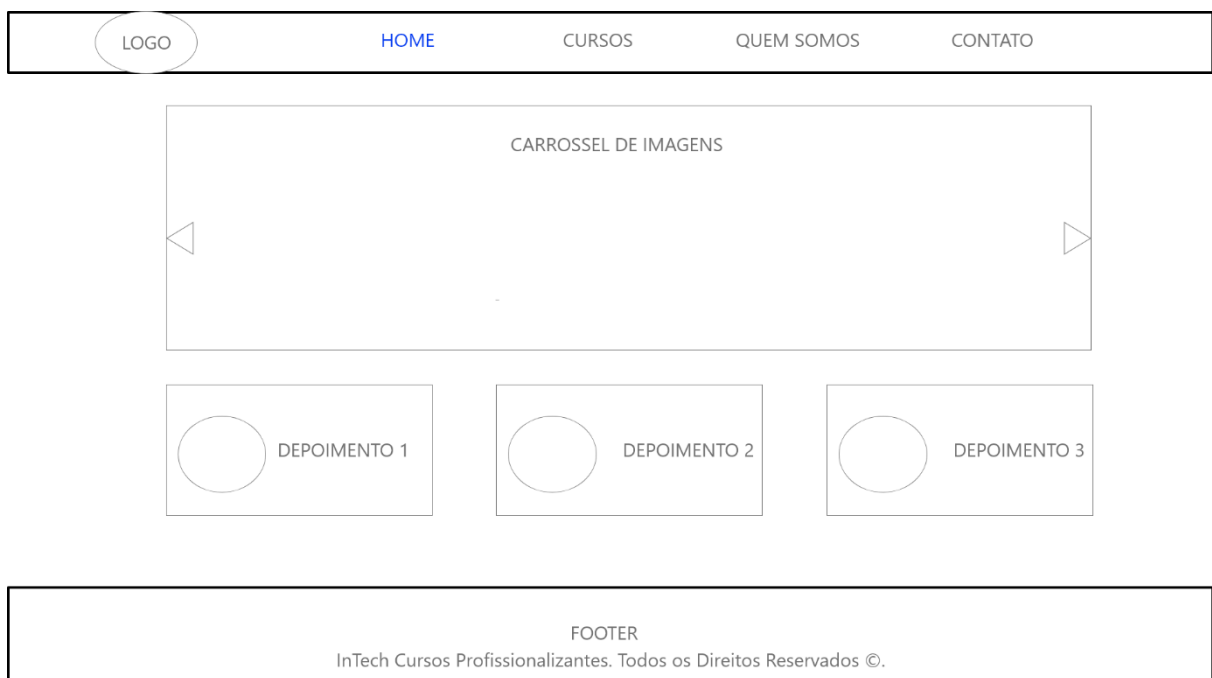 LOGO HOME CURSOS QUEM SOMOS CONTATO
CARROSSEL DE IMAGENS
DEPOIMENTO 1 DEPOIMENTO 2 DEPOIMENTO 3
FOOTER
InTech Cursos Profissionalizantes. Todos os Direitos Reservados ©.